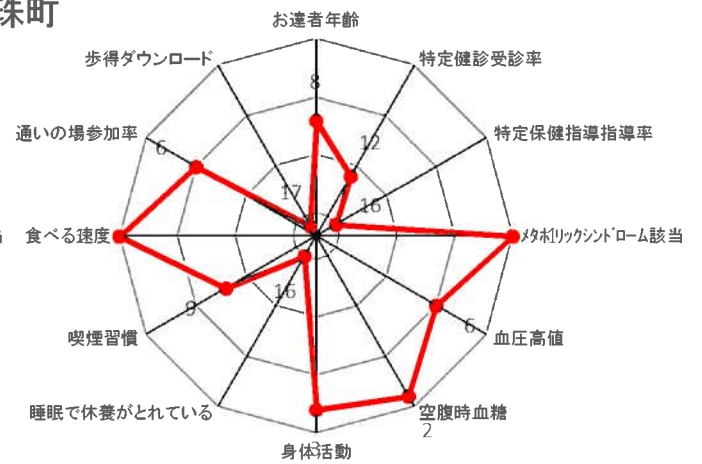 珠町
お達者年齢
歩得ダウンロード
特定健診受診率
8
通いの場参加率
6
12
特定保健指導指導率
17
16
食べる速度
1
メタボリックシンドローム該当
9
16
6
喫煙習慣
血圧高値
睡眠で休養がとれている
空腹時血糖
2
3
身体活動